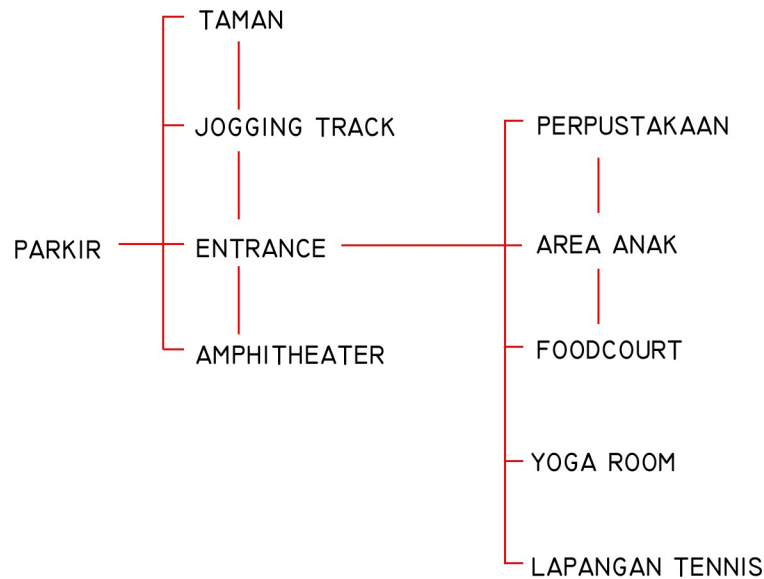 TAMAN
JOGGING TRACK
PERPUSTAKAAN
PARKIR
ENTRANCE
AREA ANAK
AMPHITHEATER
FOODCOURT
YOGA ROOM
LAPANGAN TENNIS